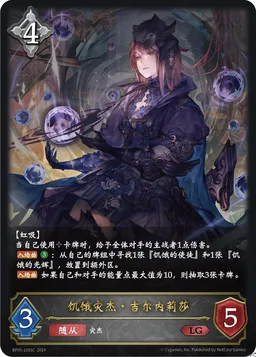 4
【虹吸】
当自己使用卡牌时，给予全体对手的主战者1点伤害。
入场曲 3：从自己的牌组中寻找1张『饥饿的使徒』和1张『饥
饿的光辉』，放置到额外区。
入场曲 如果自己和对手的能量点最大值为10，则抽取3张卡牌。
饥饿灾杰·吉尔内莉莎
随从 灾杰 LG
3 5